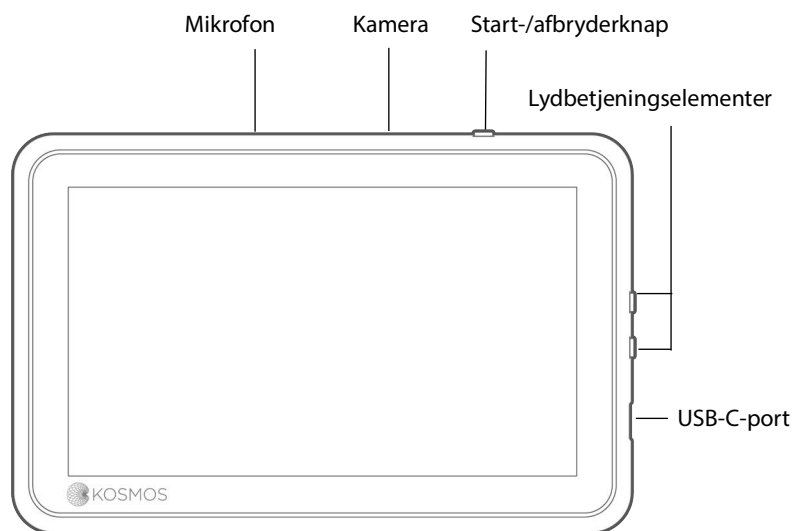 Mikrofon
Kamera
Start-/afbryderknap
Lydbetjeningselementer
USB-C-port
KOSMOS